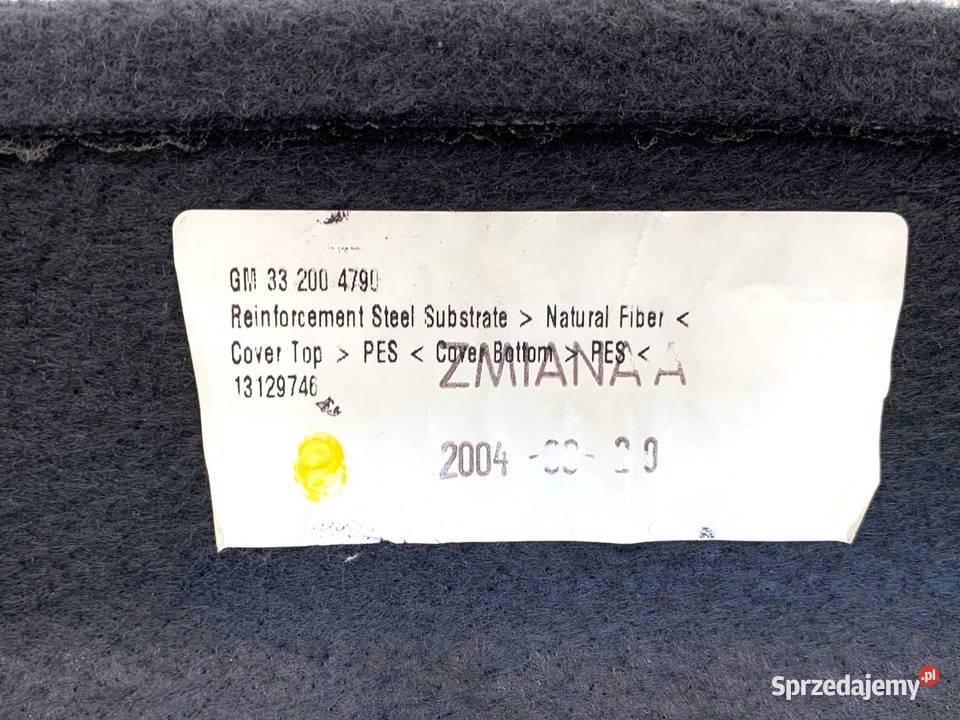 GM 33 200 4790
Reinforcement Steel Substrate > Natural Fiber <
Cover Top > PES < Cover Bottom > PES <
ZMIANA A
13129746
2004
Sprzedajemy.pl